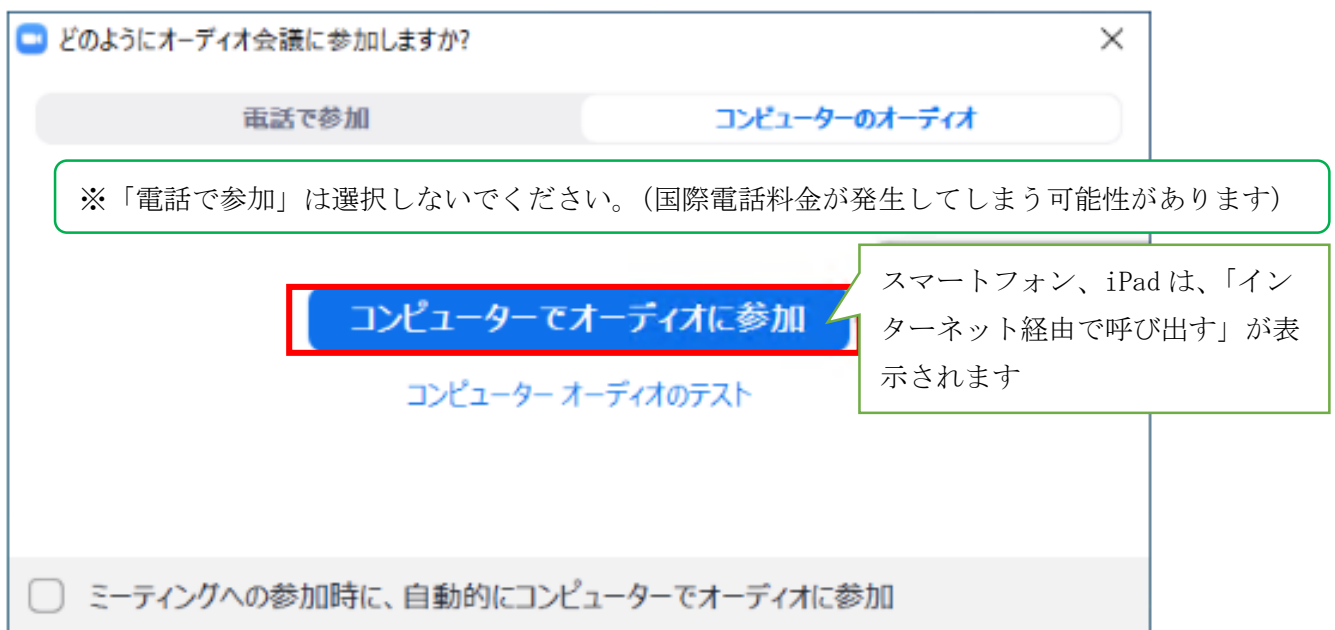 どのようにオーディオ会議に参加しますか?
電話で参加
コンピューターのオーディオ
※「電話で参加」は選択しないでください。（国際電話料金が発生してしまう可能性があります）
スマートフォン、iPad は、「イン
ターネット経由で呼び出す」が表
示されます
コンピューターでオーディオに参加
コンピューター オーディオのテスト
ミーティングへの参加時に、自動的にコンピューターでオーディオに参加